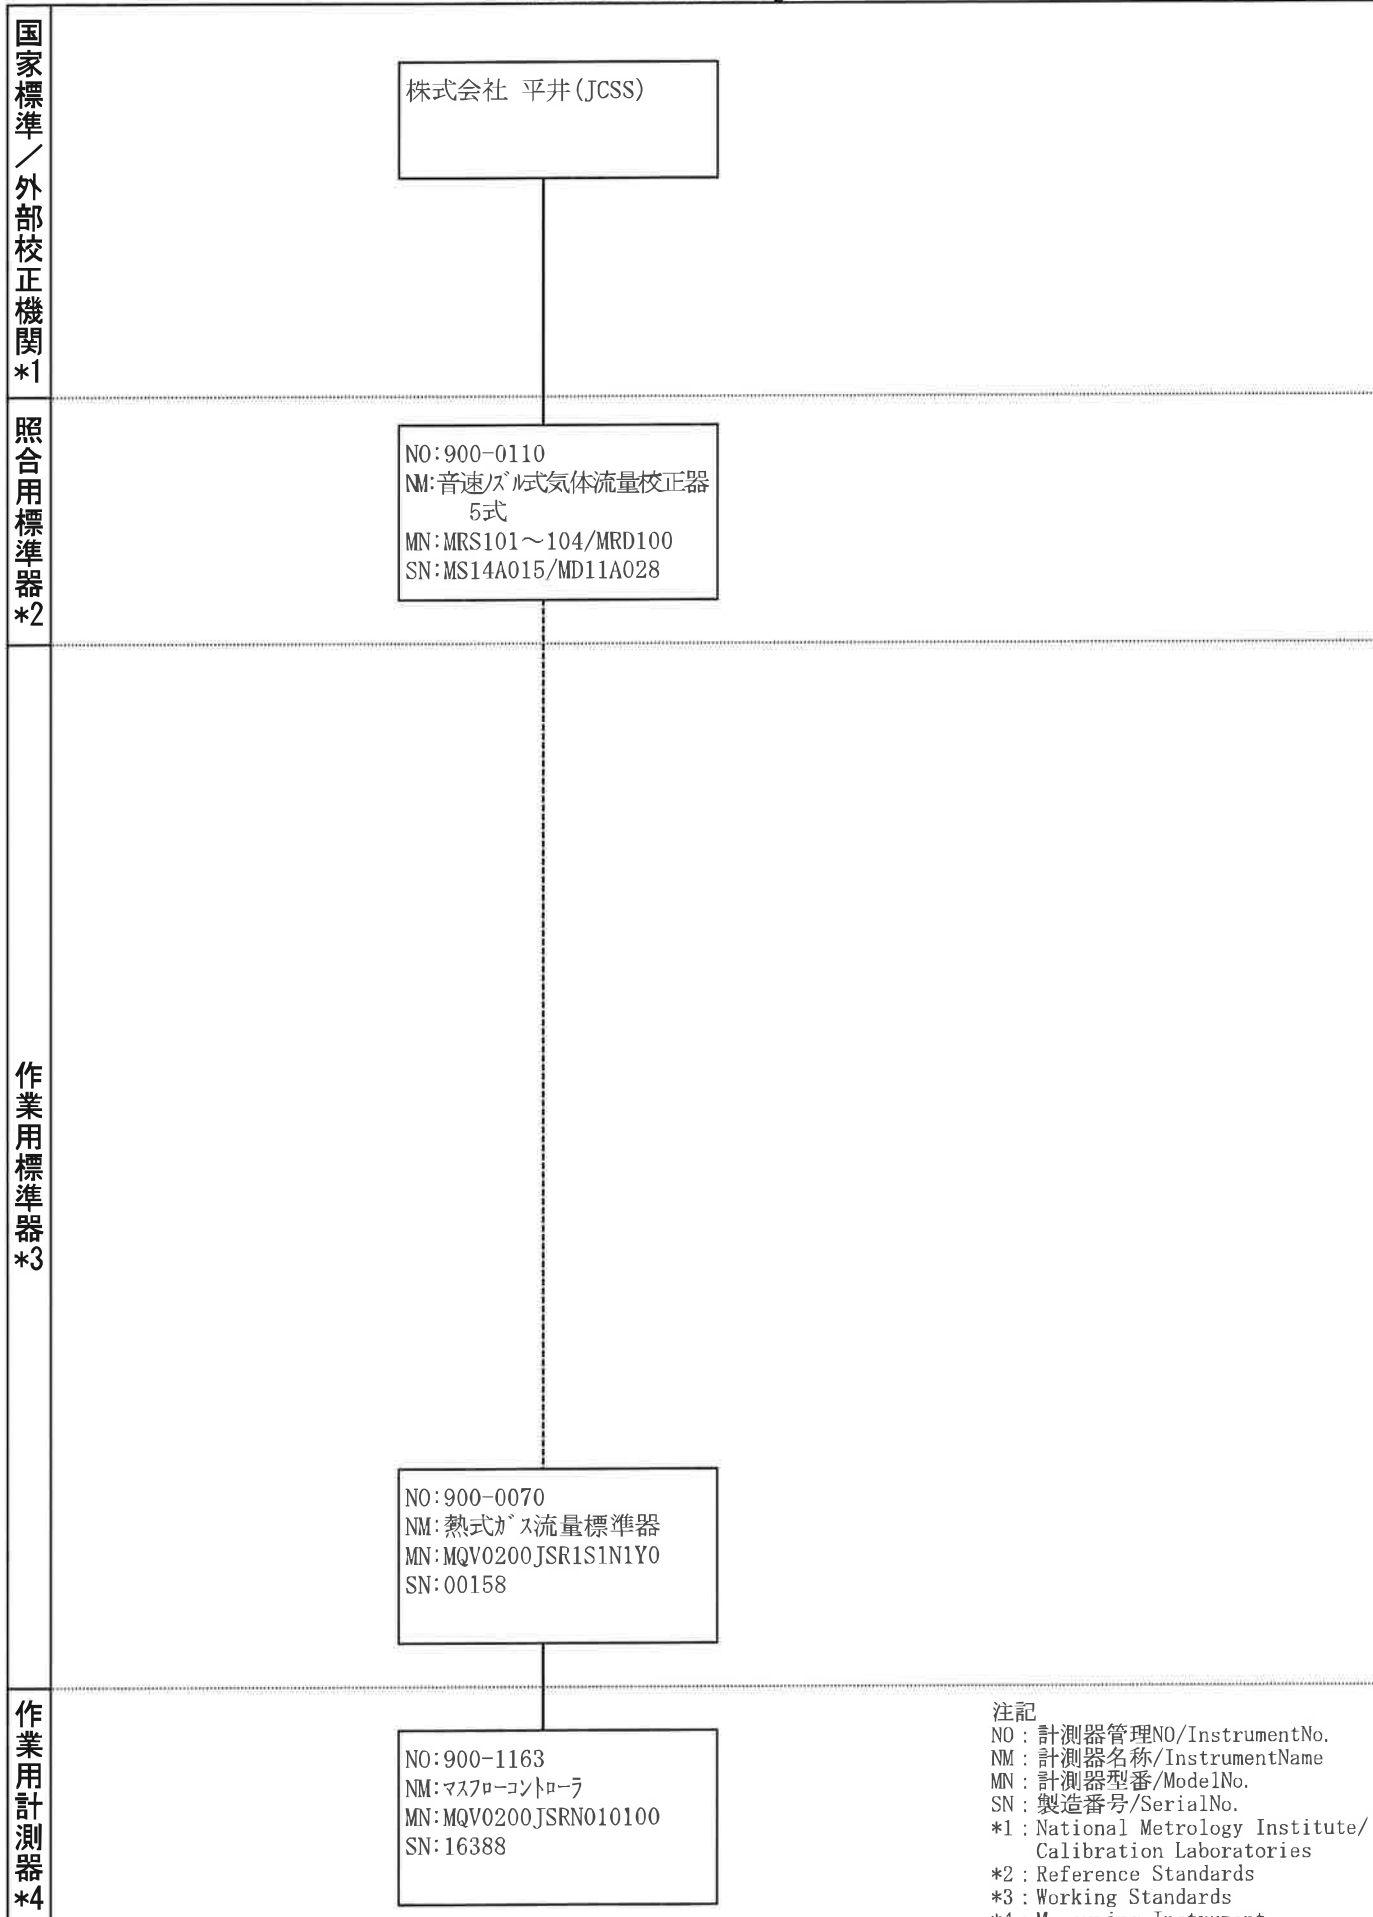 国家標準／外部校正機関*1
株式会社 平井(JCSS)
照合用標準器*2
NO:900-0110
NM:音速ﾉｽﾞﾙ式気体流量校正器
5式
MN:MRS101～104/MRD100
SN:MS14A015/MD11A028
作業用標準器*3
NO:900-0070
NM:熱式ｶﾞｽ流量標準器
MN:MQV0200JSR1S1N1Y0
SN:00158
作業用計測器*4
NO:900-1163
NM:ﾏｽﾌﾛｰｺﾝﾄﾛｰﾗ
MN:MQV0200JSRN010100
SN:16388
注記
NO：計測器管理NO/InstrumentNo.
NM：計測器名称/InstrumentName
MN：計測器型番/ModelNo.
SN：製造番号/SerialNo.
*1：National Metrology Institute/
Calibration Laboratories
*2：Reference Standards
*3：Working Standards